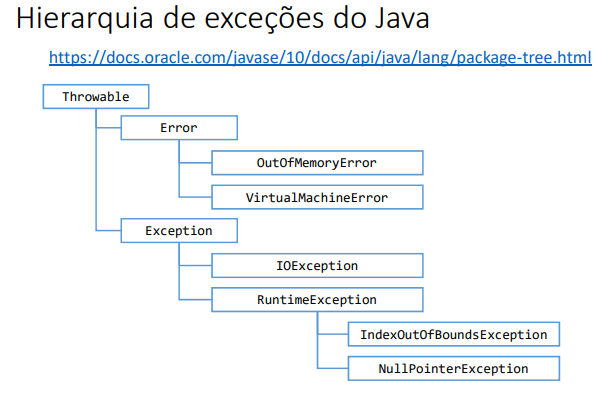 Hierarquia de exceções do Java
https://docs.oracle.com/javase/10/docs/api/java/lang/package-tree.html
Throwable
Error
OutOfMemoryError
VirtualMachineError
Exception
IOException
RuntimeException
IndexOutOfBoundsException
NullPointerException